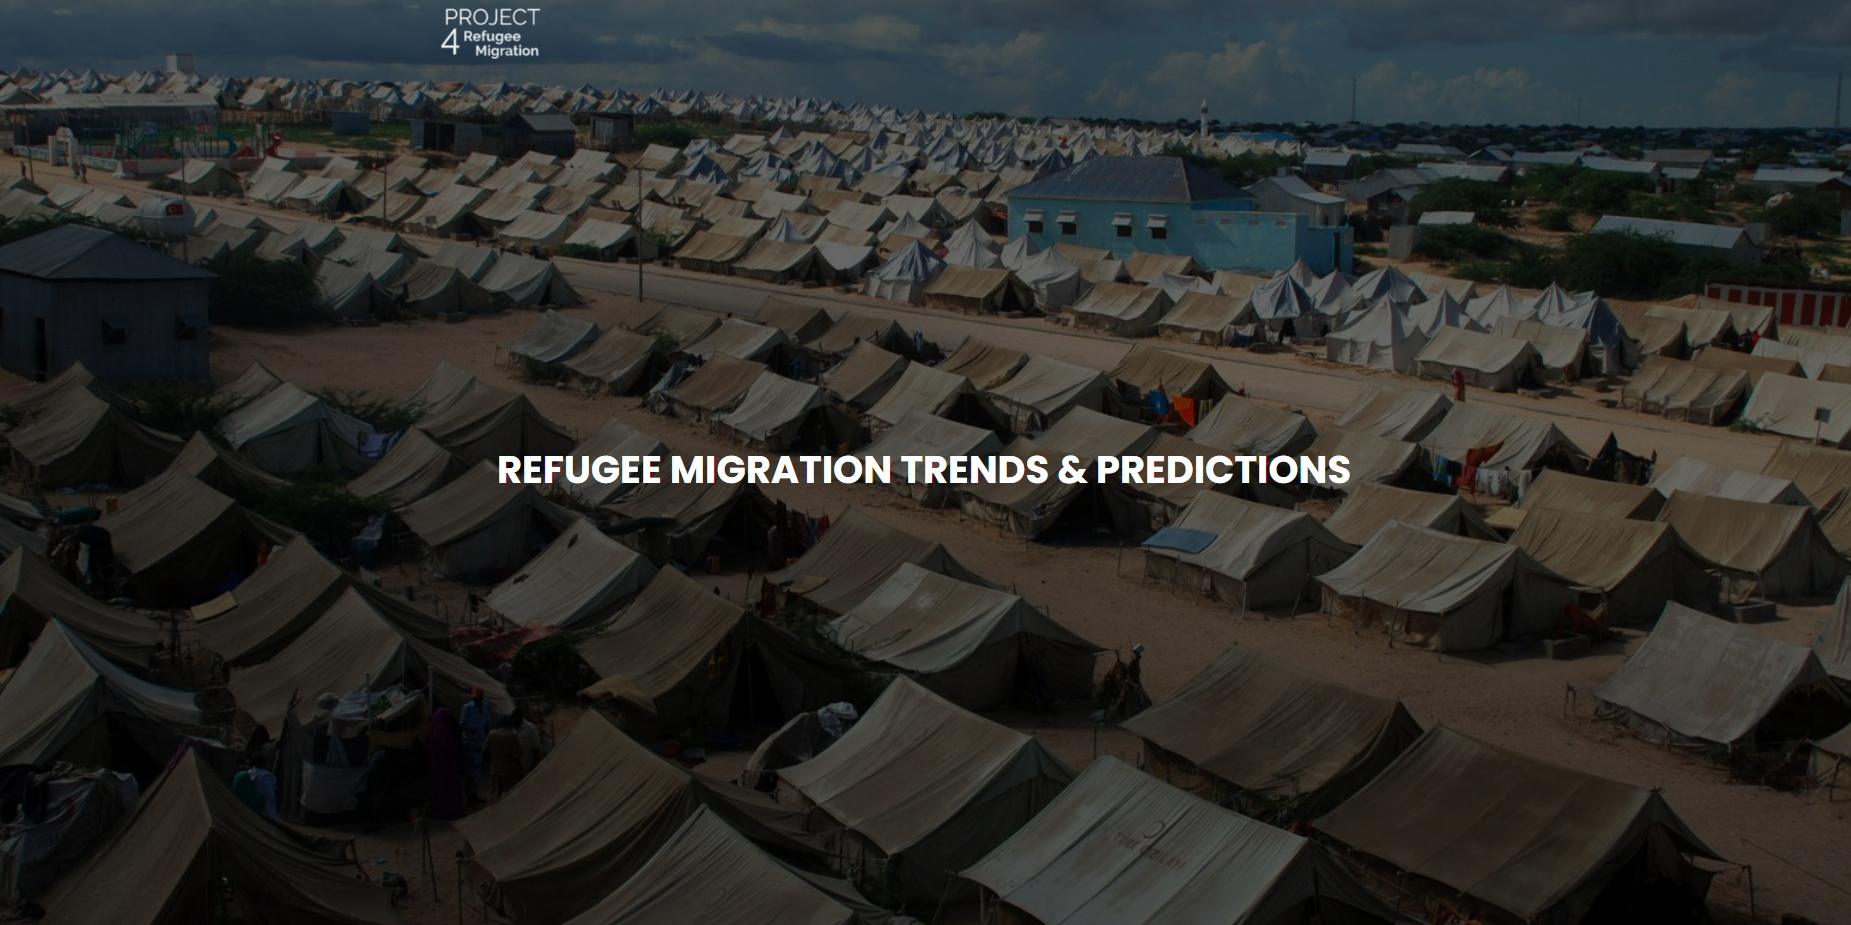 PROJECT
4 Refugee
Migration
REFUGEE MIGRATION TRENDS & PREDICTIONS